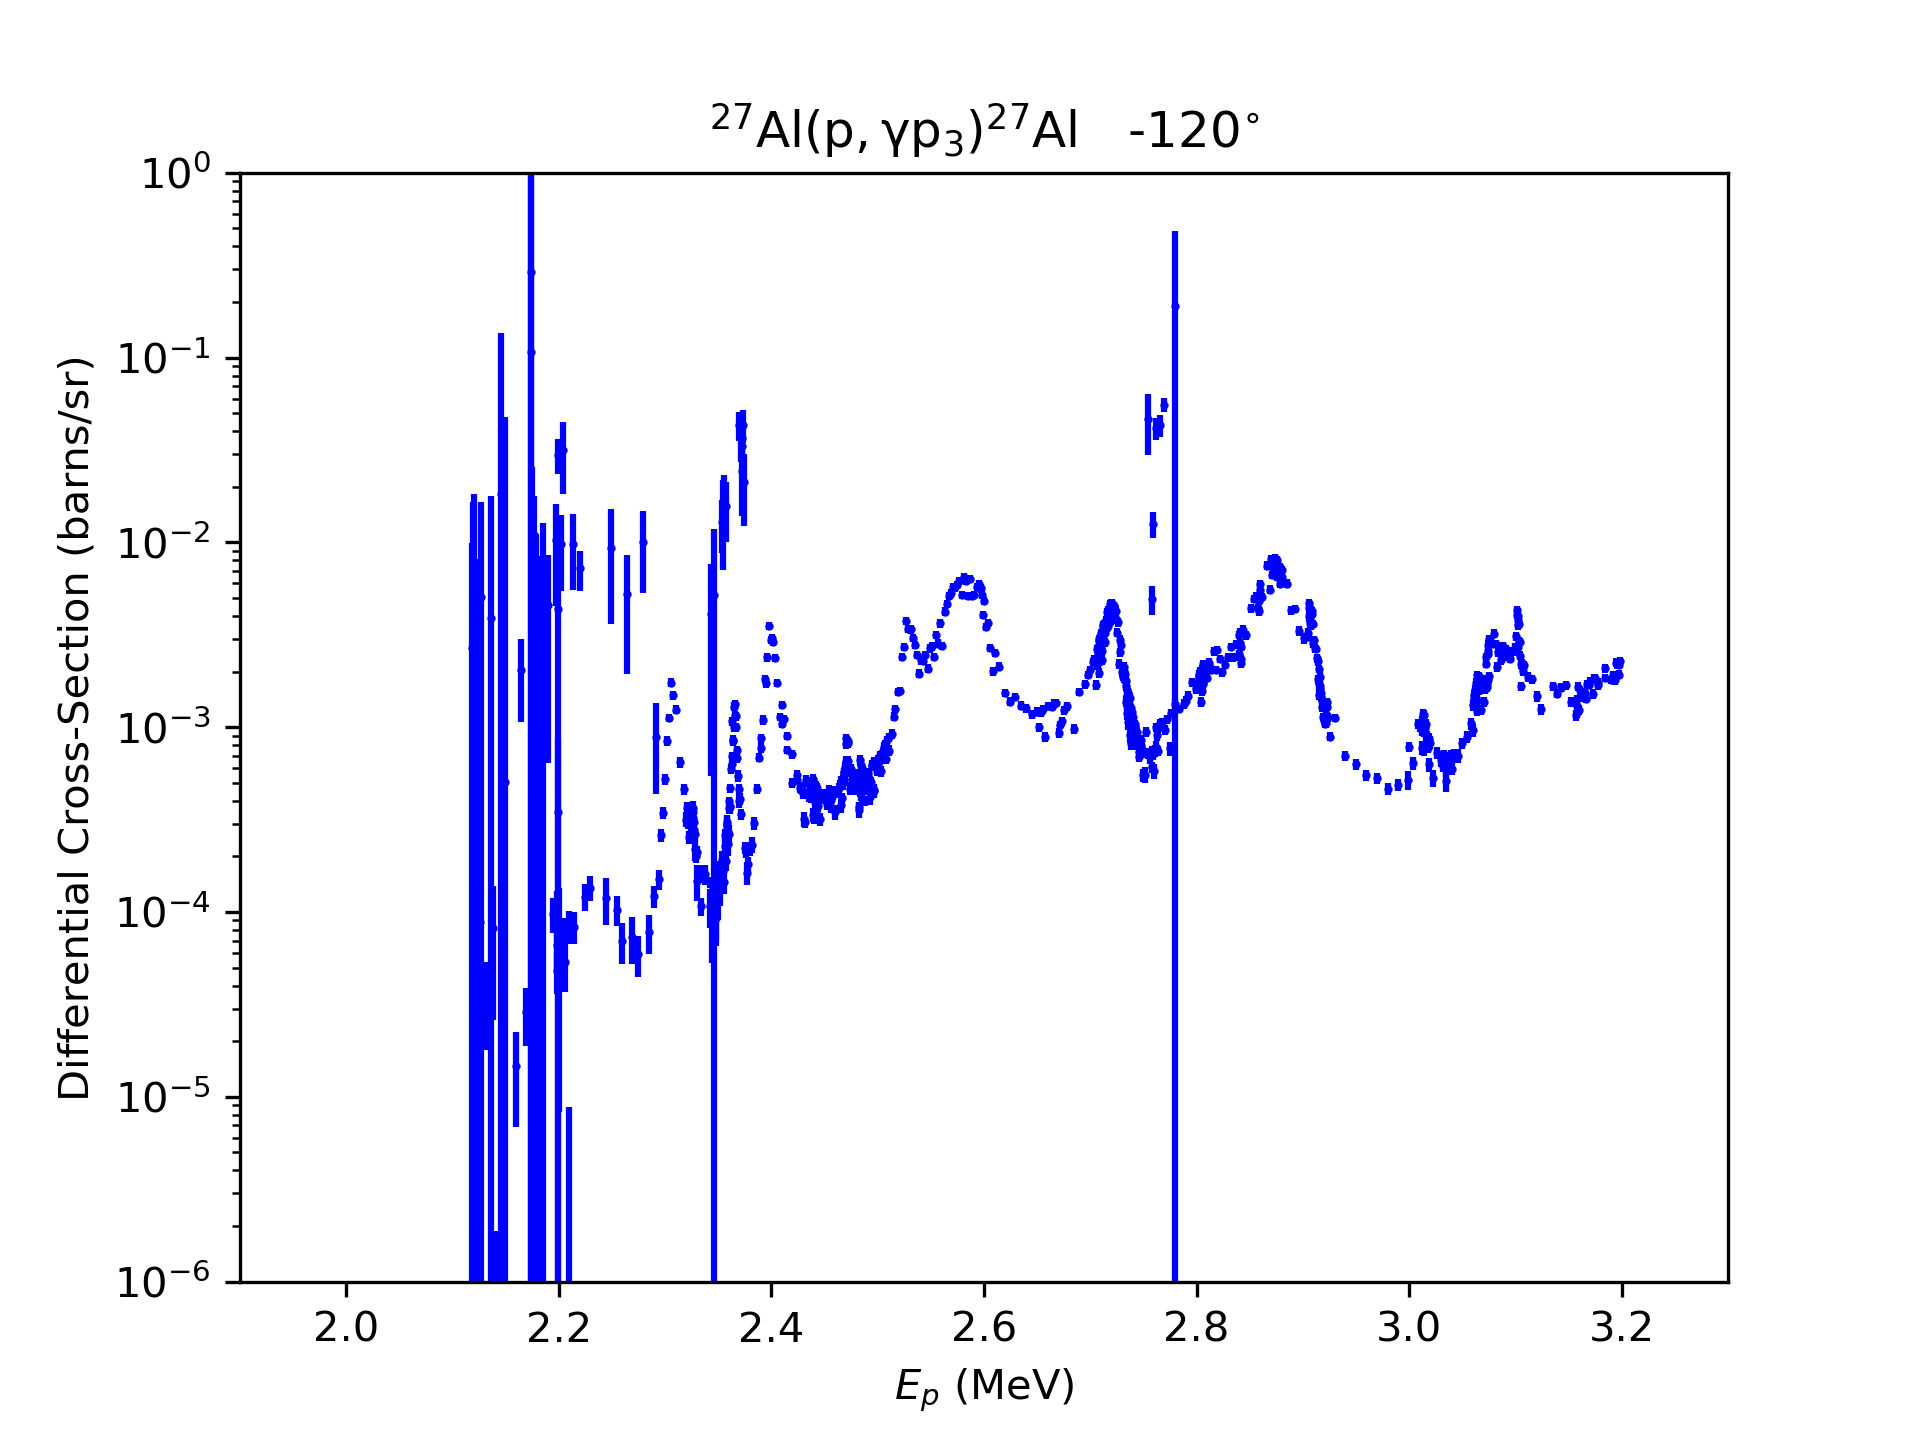 ²⁷Al(p, γp₃)²⁷Al -120°
Differential Cross-Section (barns/sr)
10⁰
10⁻¹
10⁻²
10⁻³
10⁻⁴
10⁻⁵
10⁻⁶
2.0 2.2 2.4 2.6 2.8 3.0 3.2
Eₚ (MeV)